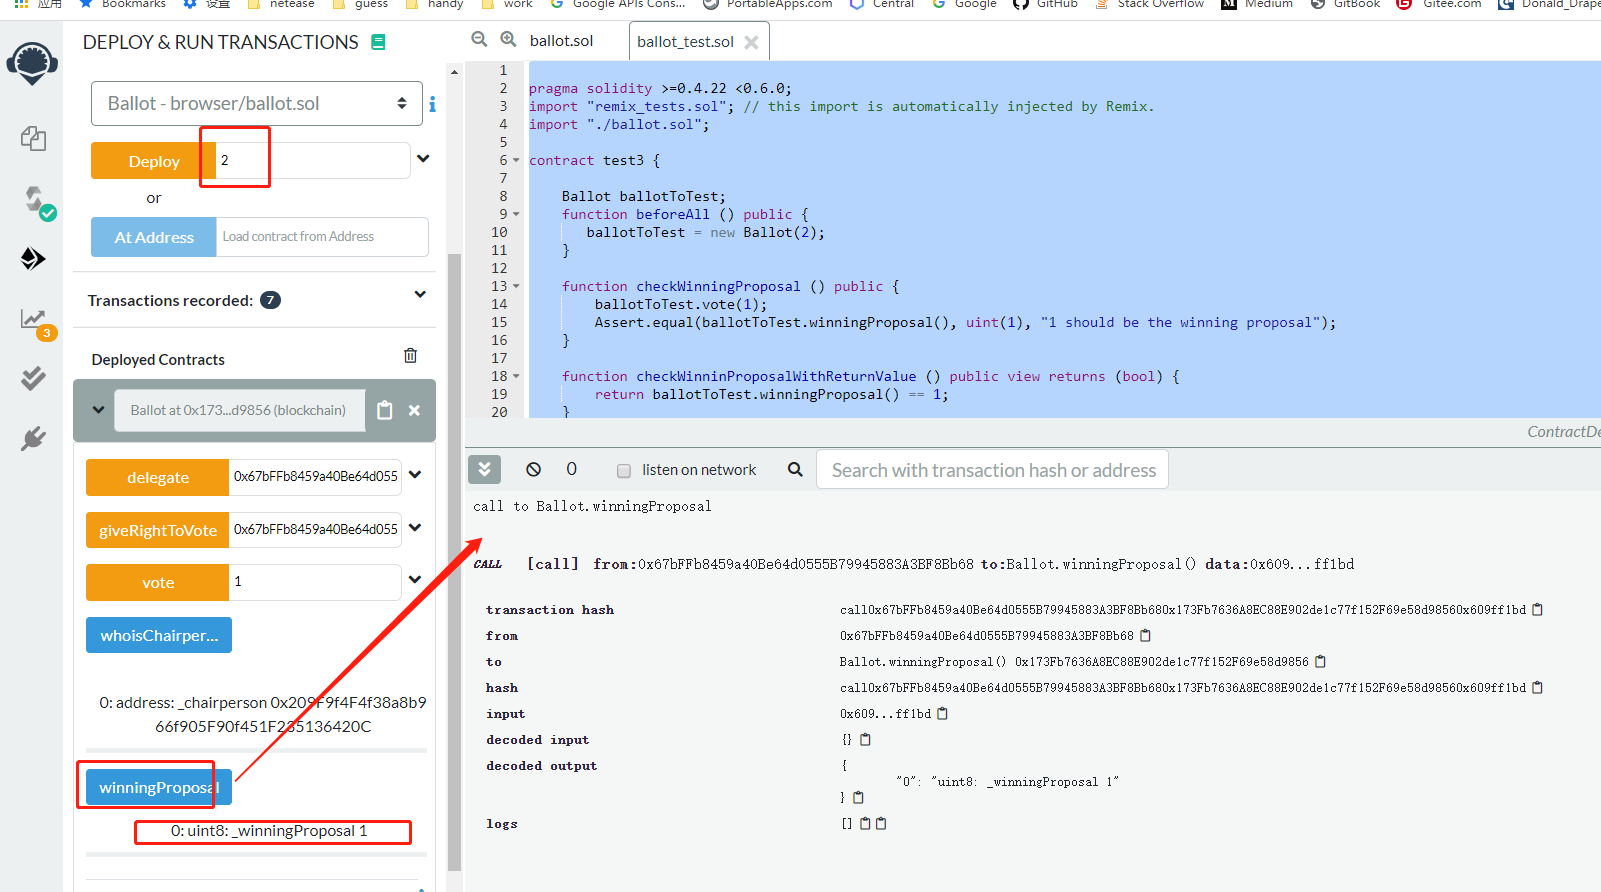 应用 Bookmarks 设置 netease guess handy work Google APIs Cons... PortableApps.com Central Google GitHub Stack Overflow Medium GitBook Gitee.com Donald_Drape
DEPLOY & RUN TRANSACTIONS
ballot.sol
ballot_test.sol
Ballot - browser/ballot.sol
Deploy 2
or
At Address Load contract from Address
Transactions recorded: 7
3
Deployed Contracts
Ballot at 0x173...d9856 (blockchain)
delegate 0x67bFFb8459a40Be64d055
giveRightToVote 0x67bFFb8459a40Be64d055
vote 1
whoisChairper...
0: address: _chairperson 0x209F9f4F4f38a8b9
66f905F90f451F235136420C
winningProposal
0: uint8: _winningProposal 1
1
2 pragma solidity >=0.4.22 <0.6.0;
3 import "remix_tests.sol"; // this import is automatically injected by Remix.
4 import "./ballot.sol";
5
6 contract test3 {
7
8 Ballot ballotToTest;
9 function beforeAll () public {
10 ballotToTest = new Ballot(2);
11 }
12
13 function checkWinningProposal () public {
14 ballotToTest.vote(1);
15 Assert.equal(ballotToTest.winningProposal(), uint(1), "1 should be the winning proposal");
16 }
17
18 function checkWinninProposalWithReturnValue () public view returns (bool) {
19 return ballotToTest.winningProposal() == 1;
20 }
ContractDe
0 listen on network Search with transaction hash or address
call to Ballot.winningProposal
CALL [call] from:0x67bFFb8459a40Be64d0555B79945883A3BF8Bb68 to:Ballot.winningProposal() data:0x609...ff1bd
transaction hash call0x67bFFb8459a40Be64d0555B79945883A3BF8Bb680x173Fb7636A8EC88E902de1c77f152F69e58d98560x609ff1bd
from 0x67bFFb8459a40Be64d0555B79945883A3BF8Bb68
to Ballot.winningProposal() 0x173Fb7636A8EC88E902de1c77f152F69e58d9856
hash call0x67bFFb8459a40Be64d0555B79945883A3BF8Bb680x173Fb7636A8EC88E902de1c77f152F69e58d98560x609ff1bd
input 0x609...ff1bd
decoded input {}
decoded output {
"0": "uint8: _winningProposal 1"
}
logs []